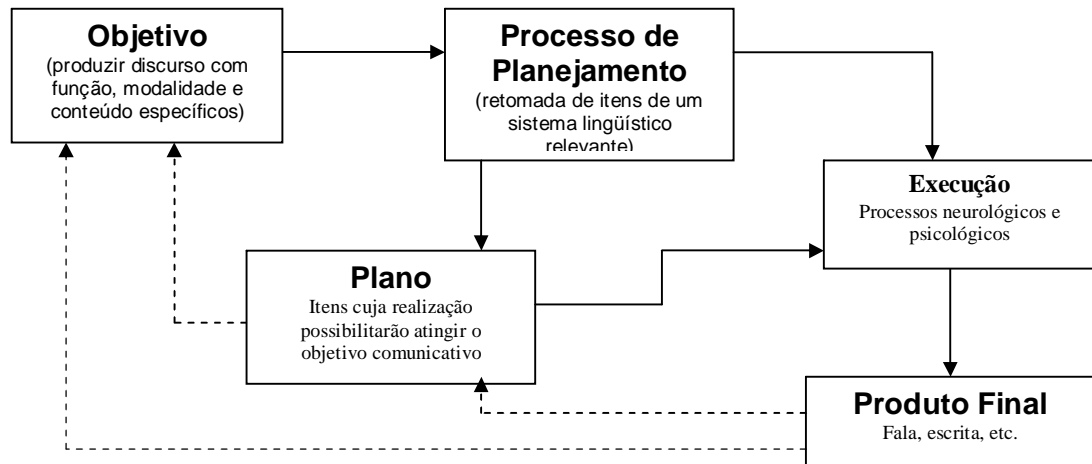 Objetivo
(produzir discurso com
função, modalidade e
conteúdo específicos)
Processo de
Planejamento
(retomada de itens de um
sistema lingüístico
relevante)
Execução
Processos neurológicos e
psicológicos
Plano
Itens cuja realização
possibilitarão atingir o
objetivo comunicativo
Produto Final
Fala, escrita, etc.